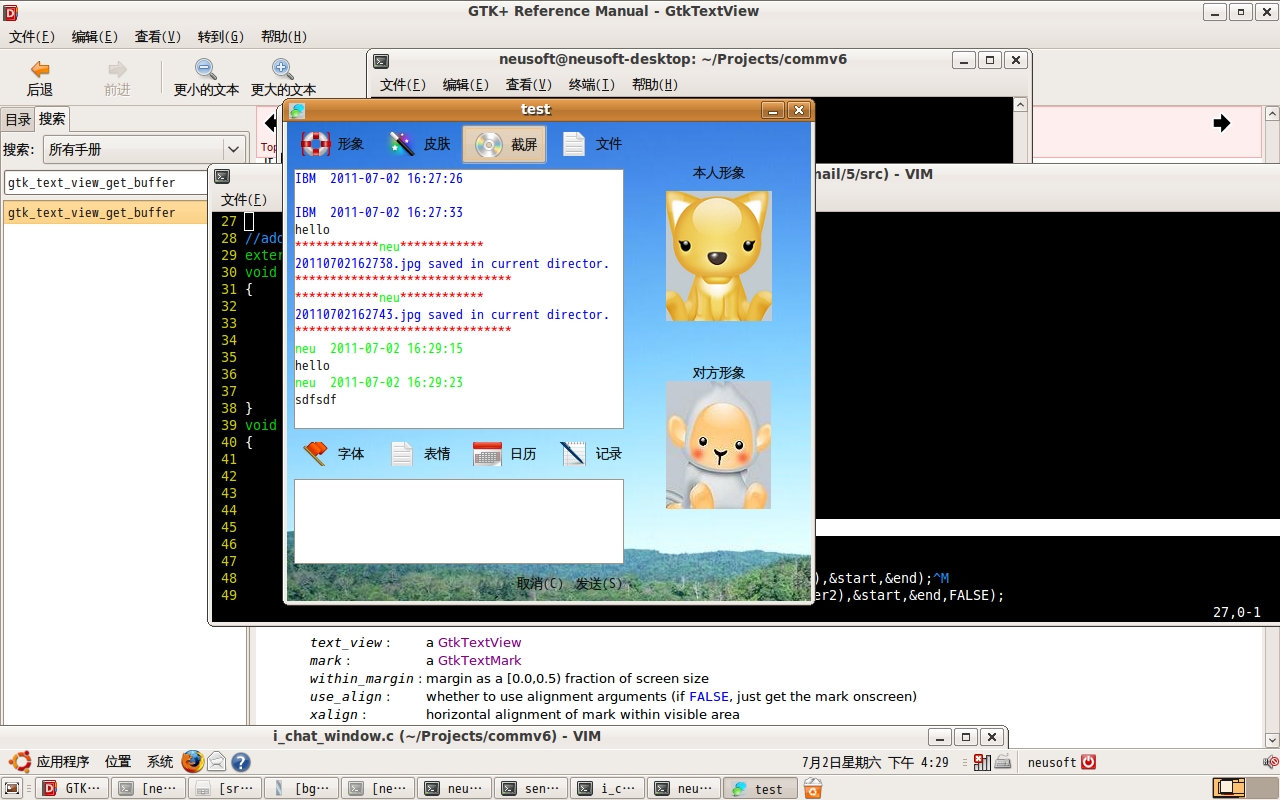 GTK+ Reference Manual - GtkTextView
文件(F) 编辑(E) 查看(V) 转到(G) 帮助(H)
后退 前进 更小的文本 更大的文本
neusoft@neusoft-desktop: ~/Projects/commv6
文件(F) 编辑(E) 查看(V) 终端(T) 帮助(H)
目录 搜索
Top
搜索: 所有手册
gtk_text_view_get_buffer
gtk_text_view_get_buffer
mail/5/src) - VIM
文件(F)
27
28 //add
29 exter
30 void
31 {
32
33
34
35
36
37
38 }
39 void
40 {
41
42
43
44
45
46
47
48 ),&start,&end);^M
49 er2),&start,&end,FALSE);
27,0-1
test
形象 皮肤 截屏 文件
IBM 2011-07-02 16:27:26
IBM 2011-07-02 16:27:33
hello
************neu************
20110702162738.jpg saved in current director.
*******************************
************neu************
20110702162743.jpg saved in current director.
*******************************
neu 2011-07-02 16:29:15
hello
neu 2011-07-02 16:29:23
sdfsdf
本人形象
对方形象
字体 表情 日历 记录
取消(C) 发送(S)
text_view : a GtkTextView
mark : a GtkTextMark
within_margin : margin as a [0.0,0.5) fraction of screen size
use_align : whether to use alignment arguments (if FALSE, just get the mark onscreen)
xalign : horizontal alignment of mark within visible area
i_chat_window.c (~/Projects/commv6) - VIM
应用程序 位置 系统 7月2日星期六 下午 4:29 neusoft
GTK··· [ne··· [sr··· [bg··· [ne··· neu··· sen··· i_c··· neu··· test